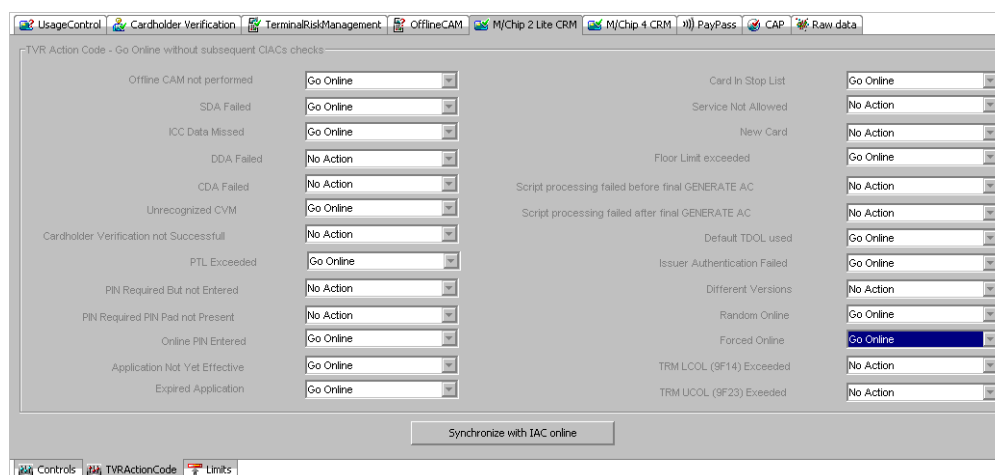 UsageControl Cardholder Verification TerminalRiskManagement OfflineCAM M/Chip 2 Lite CRM M/Chip 4 CRM PayPass CAP Raw data
TVR Action Code - Go Online without subsequent CIACs checks
Offline CAM not performed Go Online Card In Stop List Go Online
SDA Failed Go Online Service Not Allowed No Action
ICC Data Missed Go Online New Card No Action
DDA Failed No Action Floor Limit exceeded Go Online
CDA Failed No Action Script processing failed before final GENERATE AC No Action
Unrecognized CVM Go Online Script processing failed after final GENERATE AC No Action
Cardholder Verification not Successfull No Action Default TDOL used Go Online
PTL Exceeded Go Online Issuer Authentication Failed Go Online
PIN Required But not Entered No Action Different Versions No Action
PIN Required PIN Pad not Present No Action Random Online Go Online
Online PIN Entered Go Online Forced Online Go Online
Application Not Yet Effective Go Online TRM LCOL (9F14) Exceeded No Action
Expired Application Go Online TRM UCOL (9F23) Exeeded No Action
Synchronize with IAC online
Controls TVRActionCode Limits